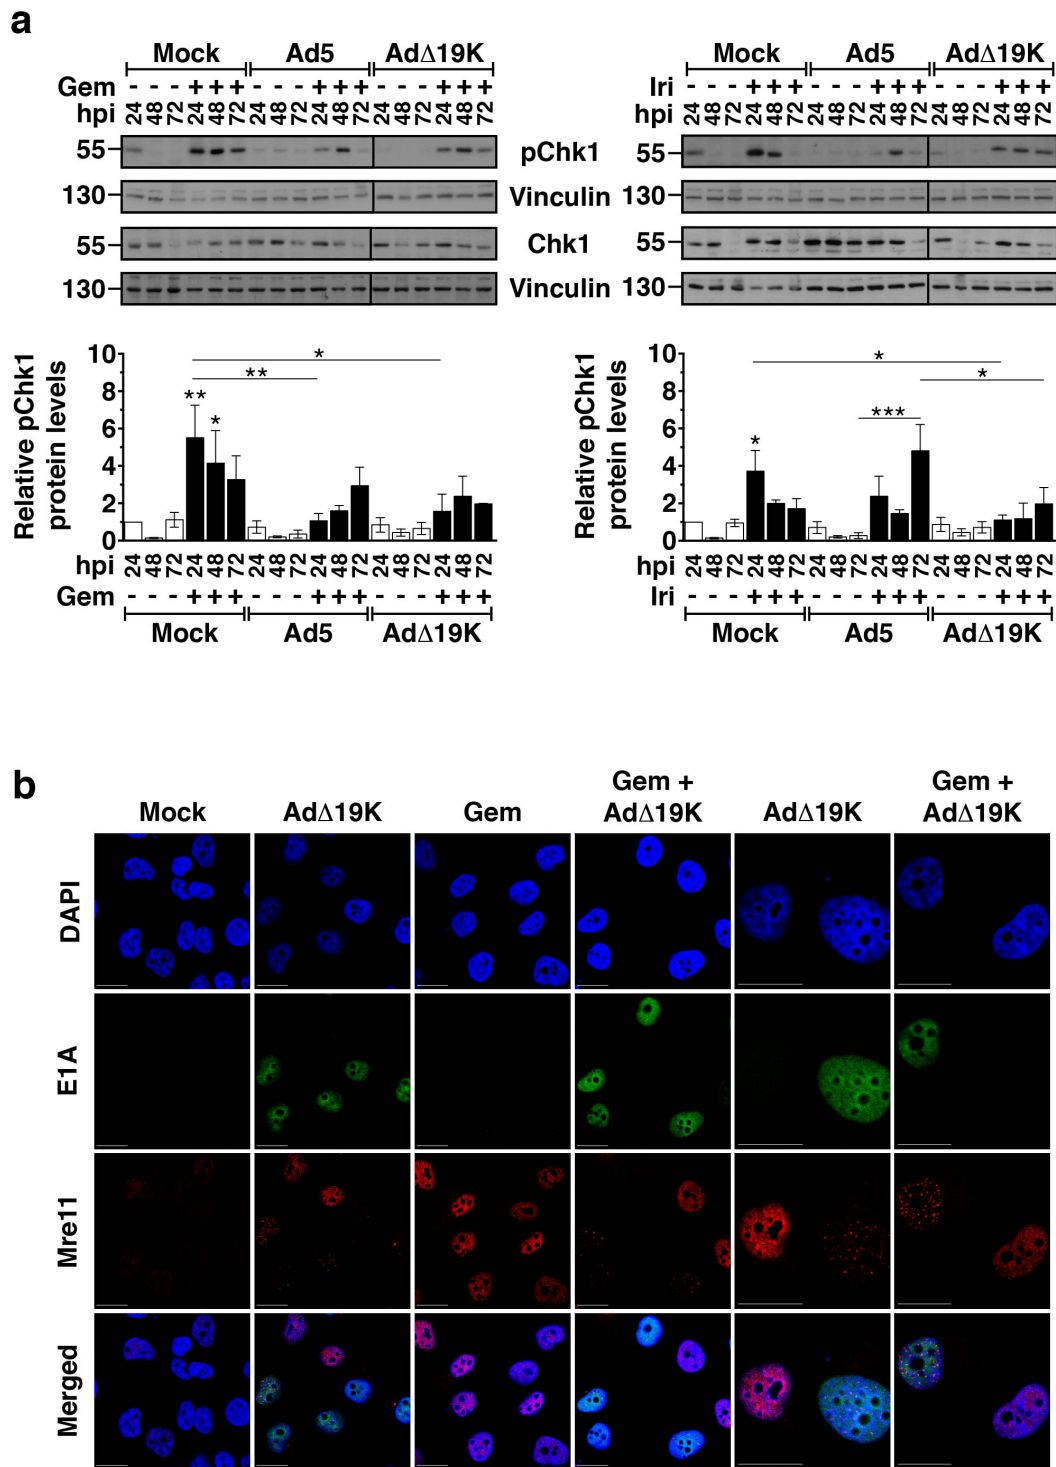 a
Mock Ad5 AdΔ19K
Gem - - - + + + - - - + + + - - - + + +
hpi 24 48 72 24 48 72 24 48 72 24 48 72 24 48 72 24 48 72
55
130
55
130
Mock Ad5 AdΔ19K
Iri - - - + + + - - - + + + - - - + + +
hpi 24 48 72 24 48 72 24 48 72 24 48 72 24 48 72 24 48 72
pChk1 55
Vinculin 130
Chk1 55
Vinculin 130
Relative pChk1
protein levels
10
8
6
4
2
0
*
**
**
*
hpi 24 48 72 24 48 72 24 48 72 24 48 72 24 48 72 24 48 72
Gem - - - + + + - - - + + + - - - + + +
Mock Ad5 AdΔ19K
Relative pChk1
protein levels
10
8
6
4
2
0
*
*
***
*
hpi 24 48 72 24 48 72 24 48 72 24 48 72 24 48 72 24 48 72
Iri - - - + + + - - - + + + - - - + + +
Mock Ad5 AdΔ19K
b
Mock AdΔ19K Gem Gem + AdΔ19K AdΔ19K Gem + AdΔ19K
DAPI
E1A
Mre11
Merged